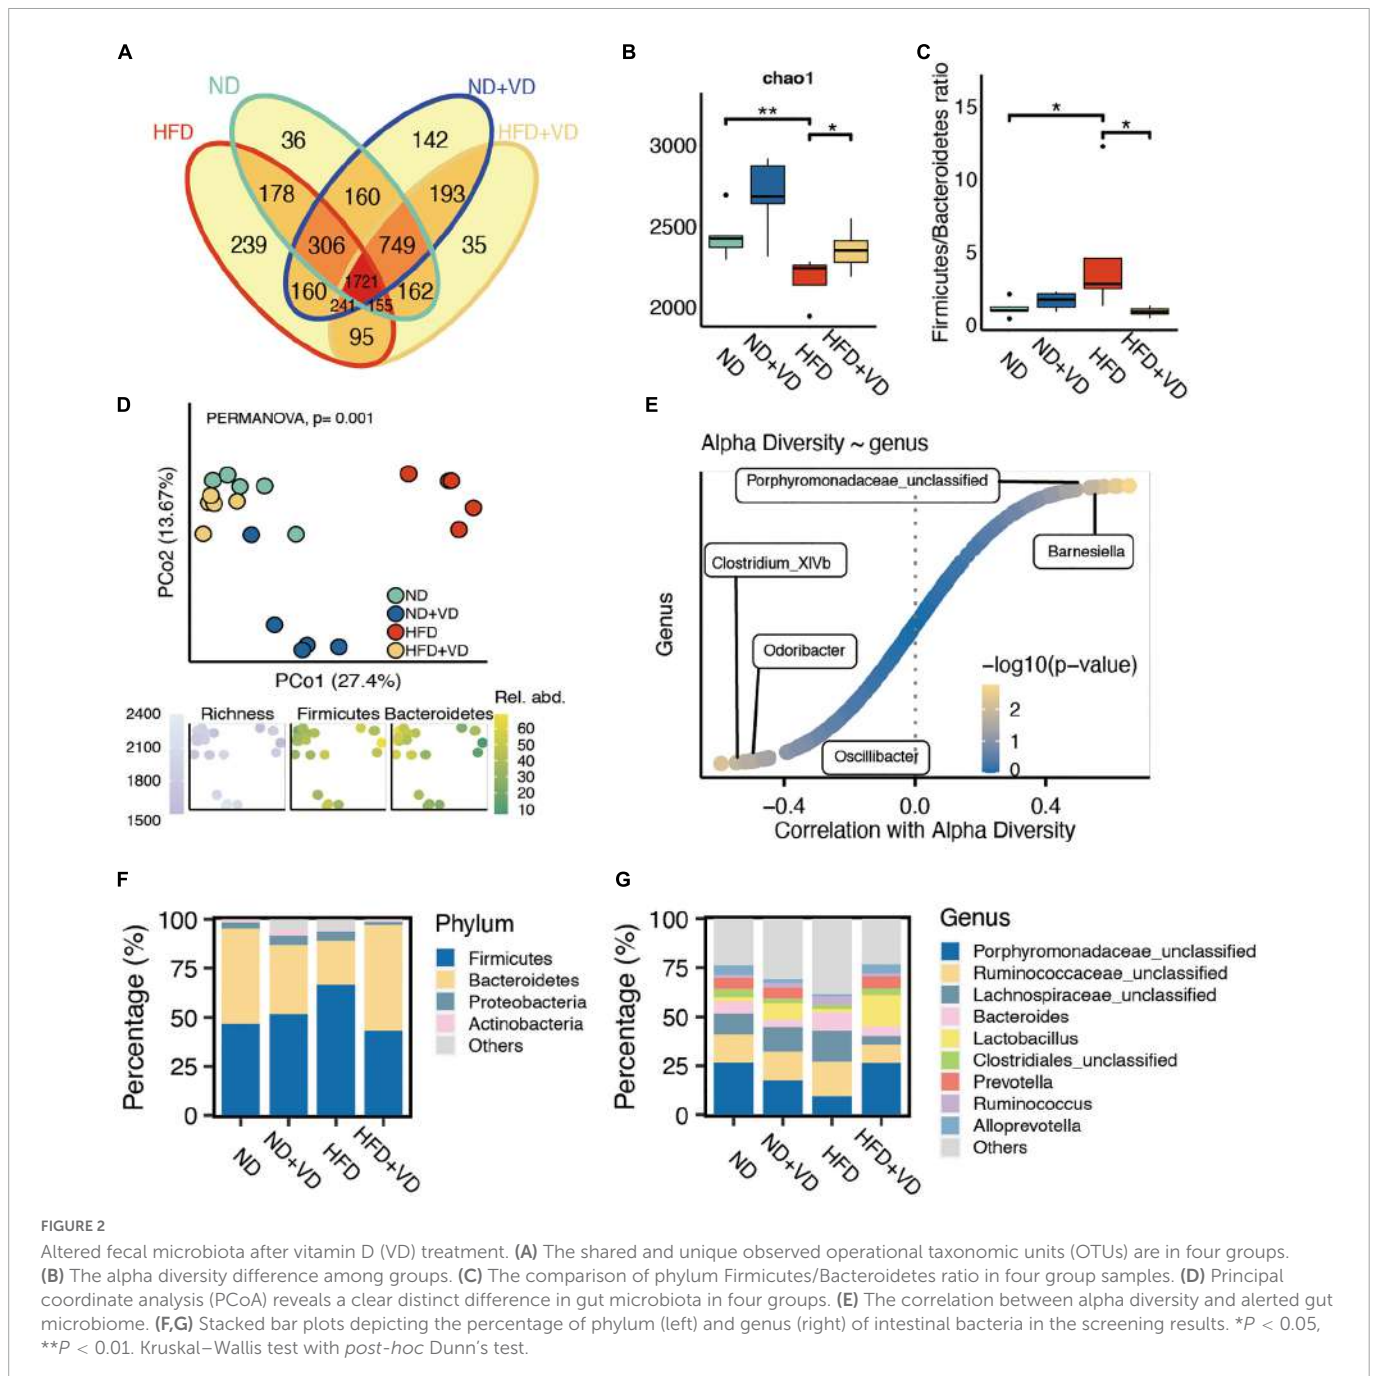 A
ND
ND+VD
HFD
HFD+VD
36
142
178
160
193
239
306
749
35
1721
160
162
241
155
95
B
chao1
**
*
3000
2500
2000
ND
ND+VD
HFD
HFD+VD
C
Firmicutes/Bacteroidetes ratio
*
*
15
10
5
0
ND
ND+VD
HFD
HFD+VD
D
PERMANOVA, p= 0.001
PCo2 (13.67%)
ND
ND+VD
HFD
HFD+VD
PCo1 (27.4%)
Rel. abd.
2400
2100
1800
1500
Richness
Firmicutes
Bacteroidetes
60
50
40
30
20
10
E
Alpha Diversity ~ genus
Porphyromonadaceae_unclassified
Barnesiella
Clostridium_XIVb
Odoribacter
Oscillibacter
Genus
−log10(p−value)
2
1
0
−0.4
0.0
0.4
Correlation with Alpha Diversity
F
Percentage (%)
100
75
50
25
0
ND
ND+VD
HFD
HFD+VD
Phylum
Firmicutes
Bacteroidetes
Proteobacteria
Actinobacteria
Others
G
Percentage (%)
100
75
50
25
0
ND
ND+VD
HFD
HFD+VD
Genus
Porphyromonadaceae_unclassified
Ruminococcaceae_unclassified
Lachnospiraceae_unclassified
Bacteroides
Lactobacillus
Clostridiales_unclassified
Prevotella
Ruminococcus
Alloprevotella
Others
FIGURE 2
Altered fecal microbiota after vitamin D (VD) treatment. (A) The shared and unique observed operational taxonomic units (OTUs) are in four groups.
(B) The alpha diversity difference among groups. (C) The comparison of phylum Firmicutes/Bacteroidetes ratio in four group samples. (D) Principal
coordinate analysis (PCoA) reveals a clear distinct difference in gut microbiota in four groups. (E) The correlation between alpha diversity and alerted gut
microbiome. (F,G) Stacked bar plots depicting the percentage of phylum (left) and genus (right) of intestinal bacteria in the screening results. *P < 0.05,
**P < 0.01. Kruskal–Wallis test with post-hoc Dunn's test.